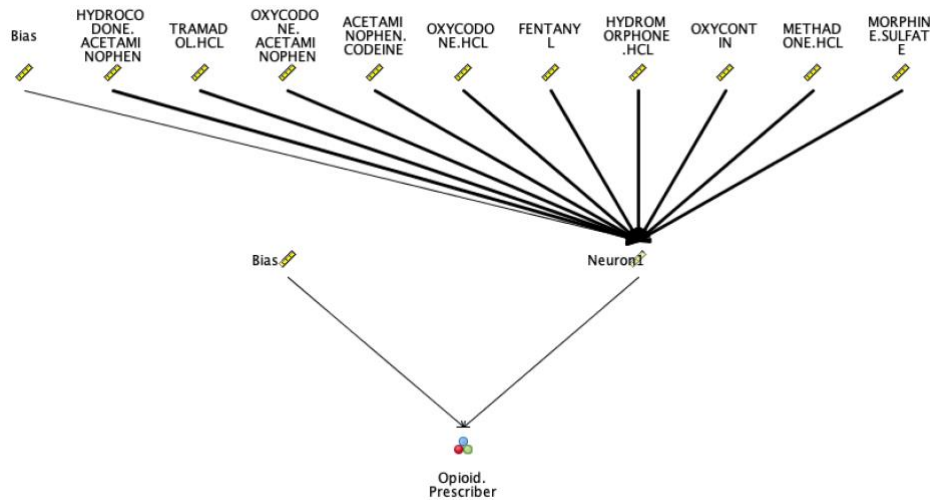 Bias
HYDROCO
DONE.
ACETAMI
NOPHEN
TRAMAD
OL.HCL
OXYCODO
NE.
ACETAMI
NOPHEN
ACETAMI
NOPHEN.
CODEINE
OXYCODO
NE.HCL
FENTANY
L
HYDROM
ORPHONE
.HCL
OXYCONT
IN
METHAD
ONE.HCL
MORPHIN
E.SULFAT
E
Bias
Neuron1
Opioid.
Prescriber